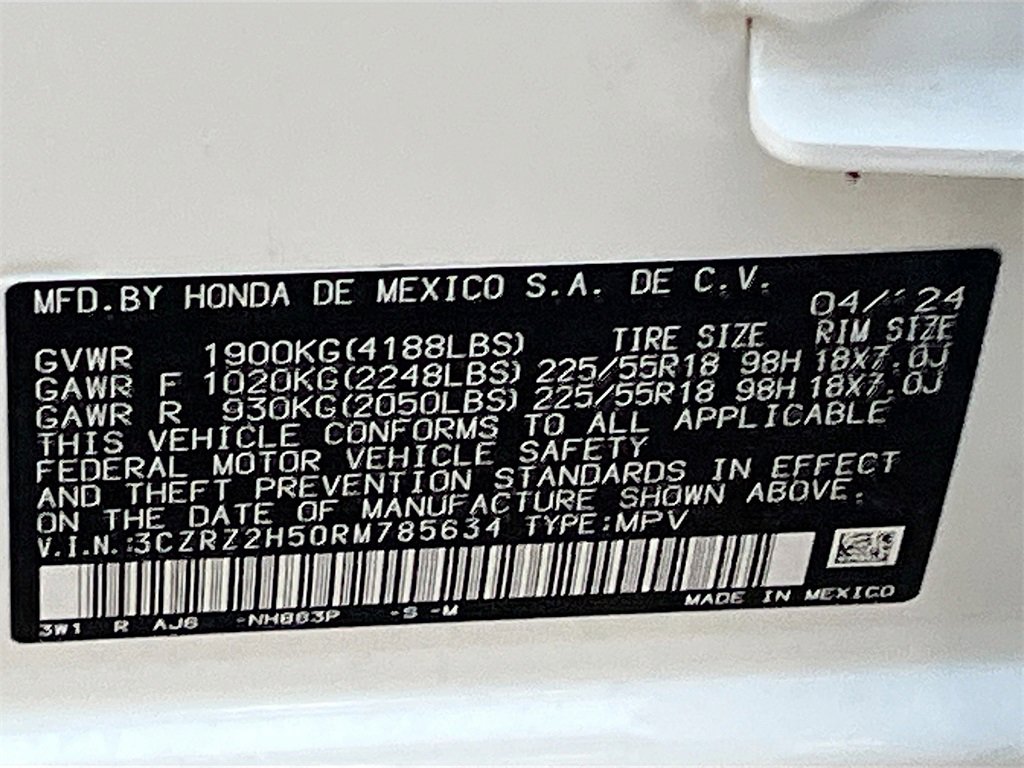 MFD.BY HONDA DE MEXICO S.A. DE C.V.
04/ 24
GVWR 1900KG(4188LBS) TIRE SIZE RIM SIZE
GAWR F 1020KG(2248LBS) 225/55R18 98H 18X7.0J
GAWR R 930KG(2050LBS) 225/55R18 98H 18X7.0J
THIS VEHICLE CONFORMS TO ALL APPLICABLE
FEDERAL MOTOR VEHICLE SAFETY
AND THEFT PREVENTION STANDARDS IN EFFECT
ON THE DATE OF MANUFACTURE SHOWN ABOVE.
V.I.N.:3CZRZ2H50RM785634 TYPE:MPV
3W1 R AJ8 -NH883P -S -M
MADE IN MEXICO